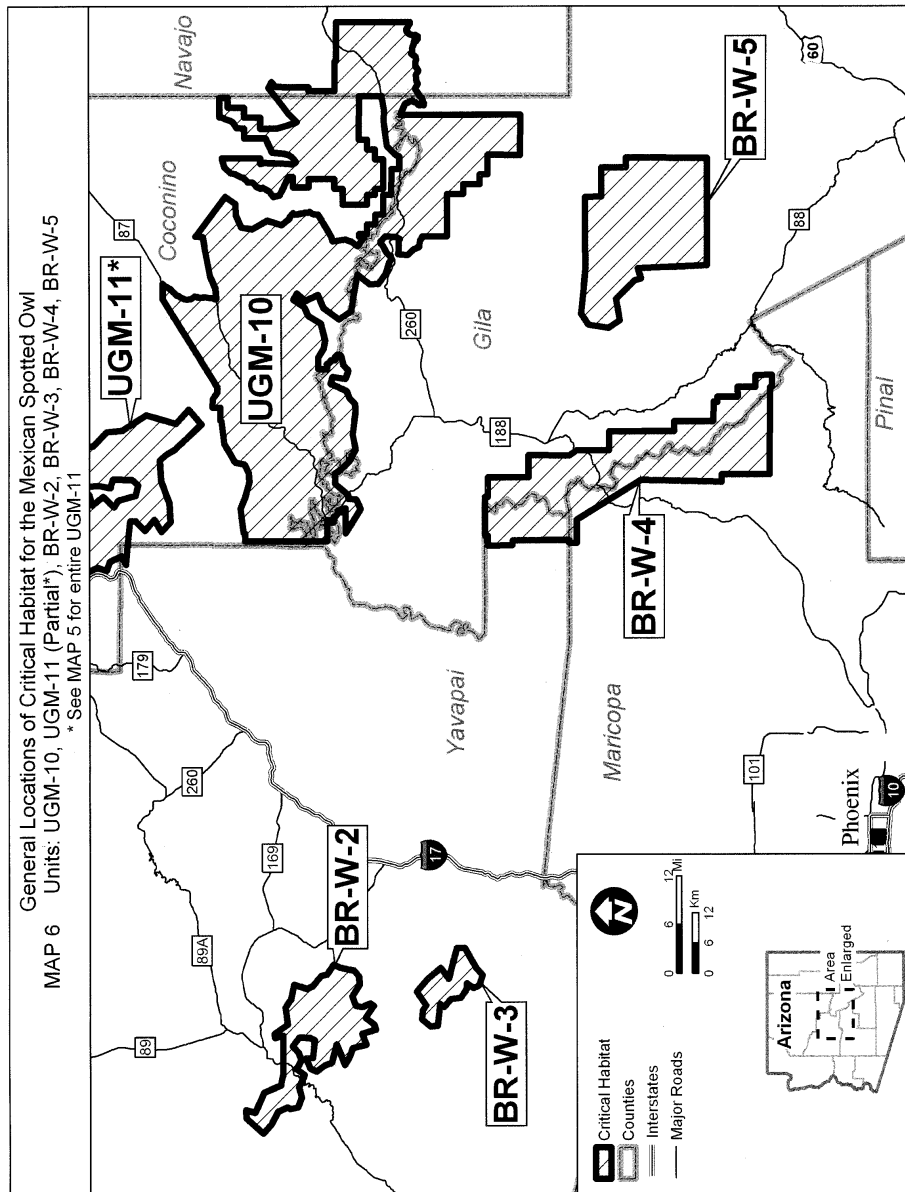 General Locations of Critical Habitat for the Mexican Spotted Owl
MAP 6 Units: UGM-10, UGM-11 (Partial*), BR-W-2, BR-W-3, BR-W-4, BR-W-5
* See MAP 5 for entire UGM-11
89
89A
260
179
87
UGM-11*
Coconino
Navajo
169
BR-W-2
17
UGM-10
260
BR-W-3
Yavapai
Gila
188
BR-W-4
BR-W-5
Maricopa
88
60
101
Phoenix
10
Pinal
Critical Habitat
Counties
Interstates
Major Roads
N
0 6 12 Mi
0 6 12 Km
Arizona
Area
Enlarged